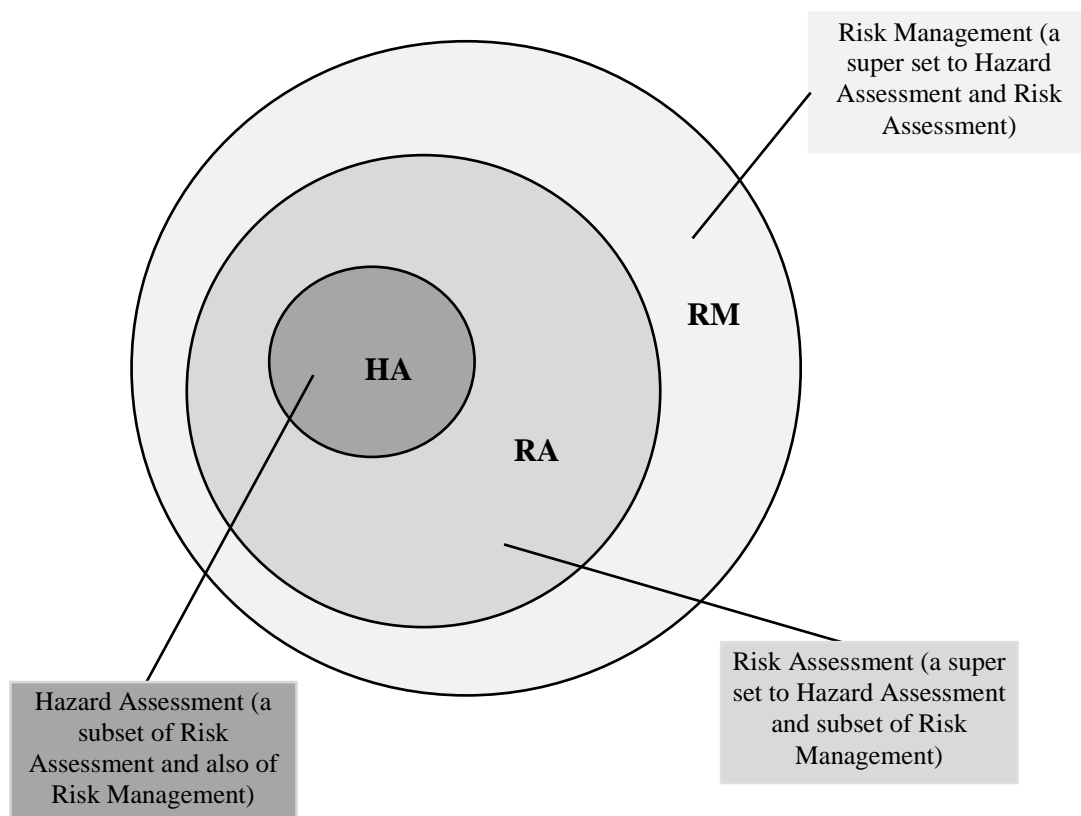 Risk Management (a
super set to Hazard
Assessment and Risk
Assessment)
RM
HA
RA
Risk Assessment (a super
set to Hazard Assessment
and subset of Risk
Management)
Hazard Assessment (a
subset of Risk
Assessment and also of
Risk Management)